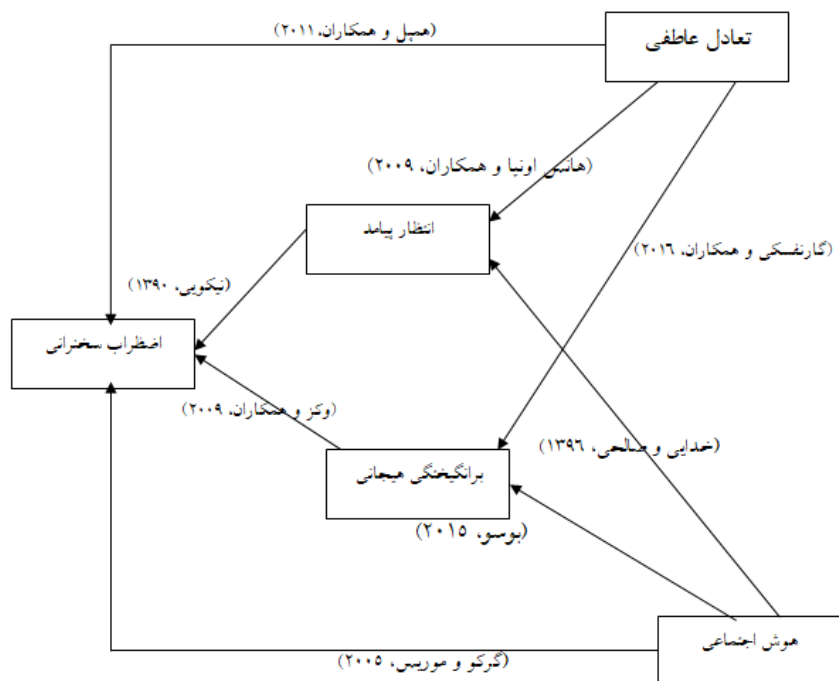 (همپل و همکاران، ۲۰۱۱)
تعادل عاطفی
(هانس اونیا و همکاران، ۲۰۰۹)
انتظار پیامد
(گارنفسکی و همکاران، ۲۰۱۶)
(نیکویی، ۱۳۹۰)
اضطراب سخنرانی
(وکز و همکاران، ۲۰۰۹)
(خدایی و صالحی، ۱۳۹۶)
برانگیختگی هیجانی
(بوسو، ۲۰۱۵)
هوش اجتماعی
(گرکو و موریس، ۲۰۰۵)